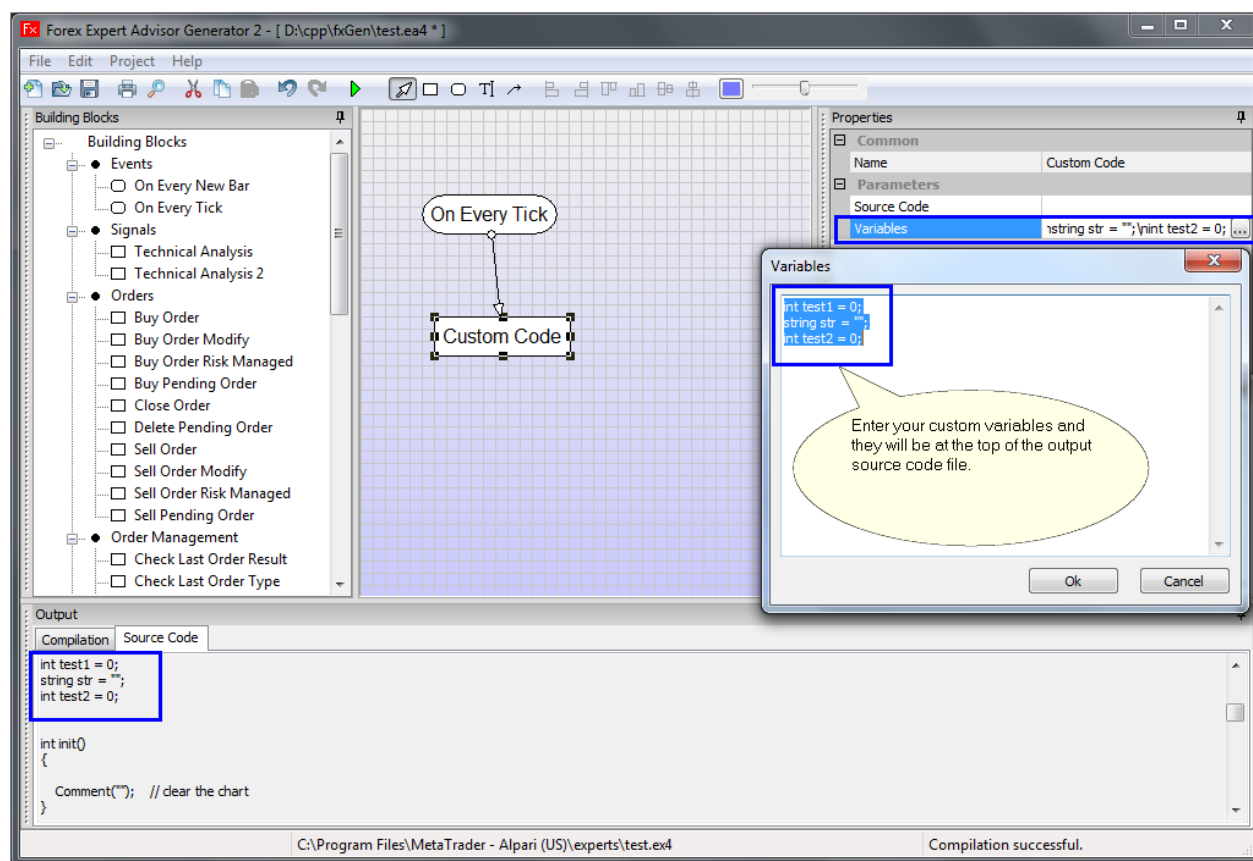 Forex Expert Advisor Generator 2 - [ D:\cpp\fxGen\test.ea4 * ]
File Edit Project Help
Building Blocks
Building Blocks
Events
On Every New Bar
On Every Tick
Signals
Technical Analysis
Technical Analysis 2
Orders
Buy Order
Buy Order Modify
Buy Order Risk Managed
Buy Pending Order
Close Order
Delete Pending Order
Sell Order
Sell Order Modify
Sell Order Risk Managed
Sell Pending Order
Order Management
Check Last Order Result
Check Last Order Type
On Every Tick
Custom Code
Properties
Common
Name Custom Code
Parameters
Source Code
Variables ıstring str = "";\nint test2 = 0; ...
Variables
int test1 = 0;
string str = "";
int test2 = 0;
Enter your custom variables and
they will be at the top of the output
source code file.
Ok Cancel
Output
Compilation Source Code
int test1 = 0;
string str = "";
int test2 = 0;
int init()
{
Comment(""); // clear the chart
}
C:\Program Files\MetaTrader - Alpari (US)\experts\test.ex4 Compilation successful.